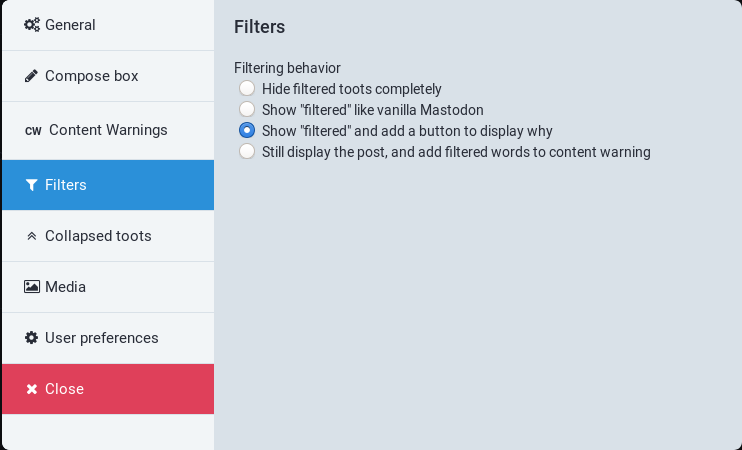 General
Compose box
CW Content Warnings
Filters
Collapsed toots
Media
User preferences
Close
Filters
Filtering behavior
Hide filtered toots completely
Show "filtered" like vanilla Mastodon
Show "filtered" and add a button to display why
Still display the post, and add filtered words to content warning